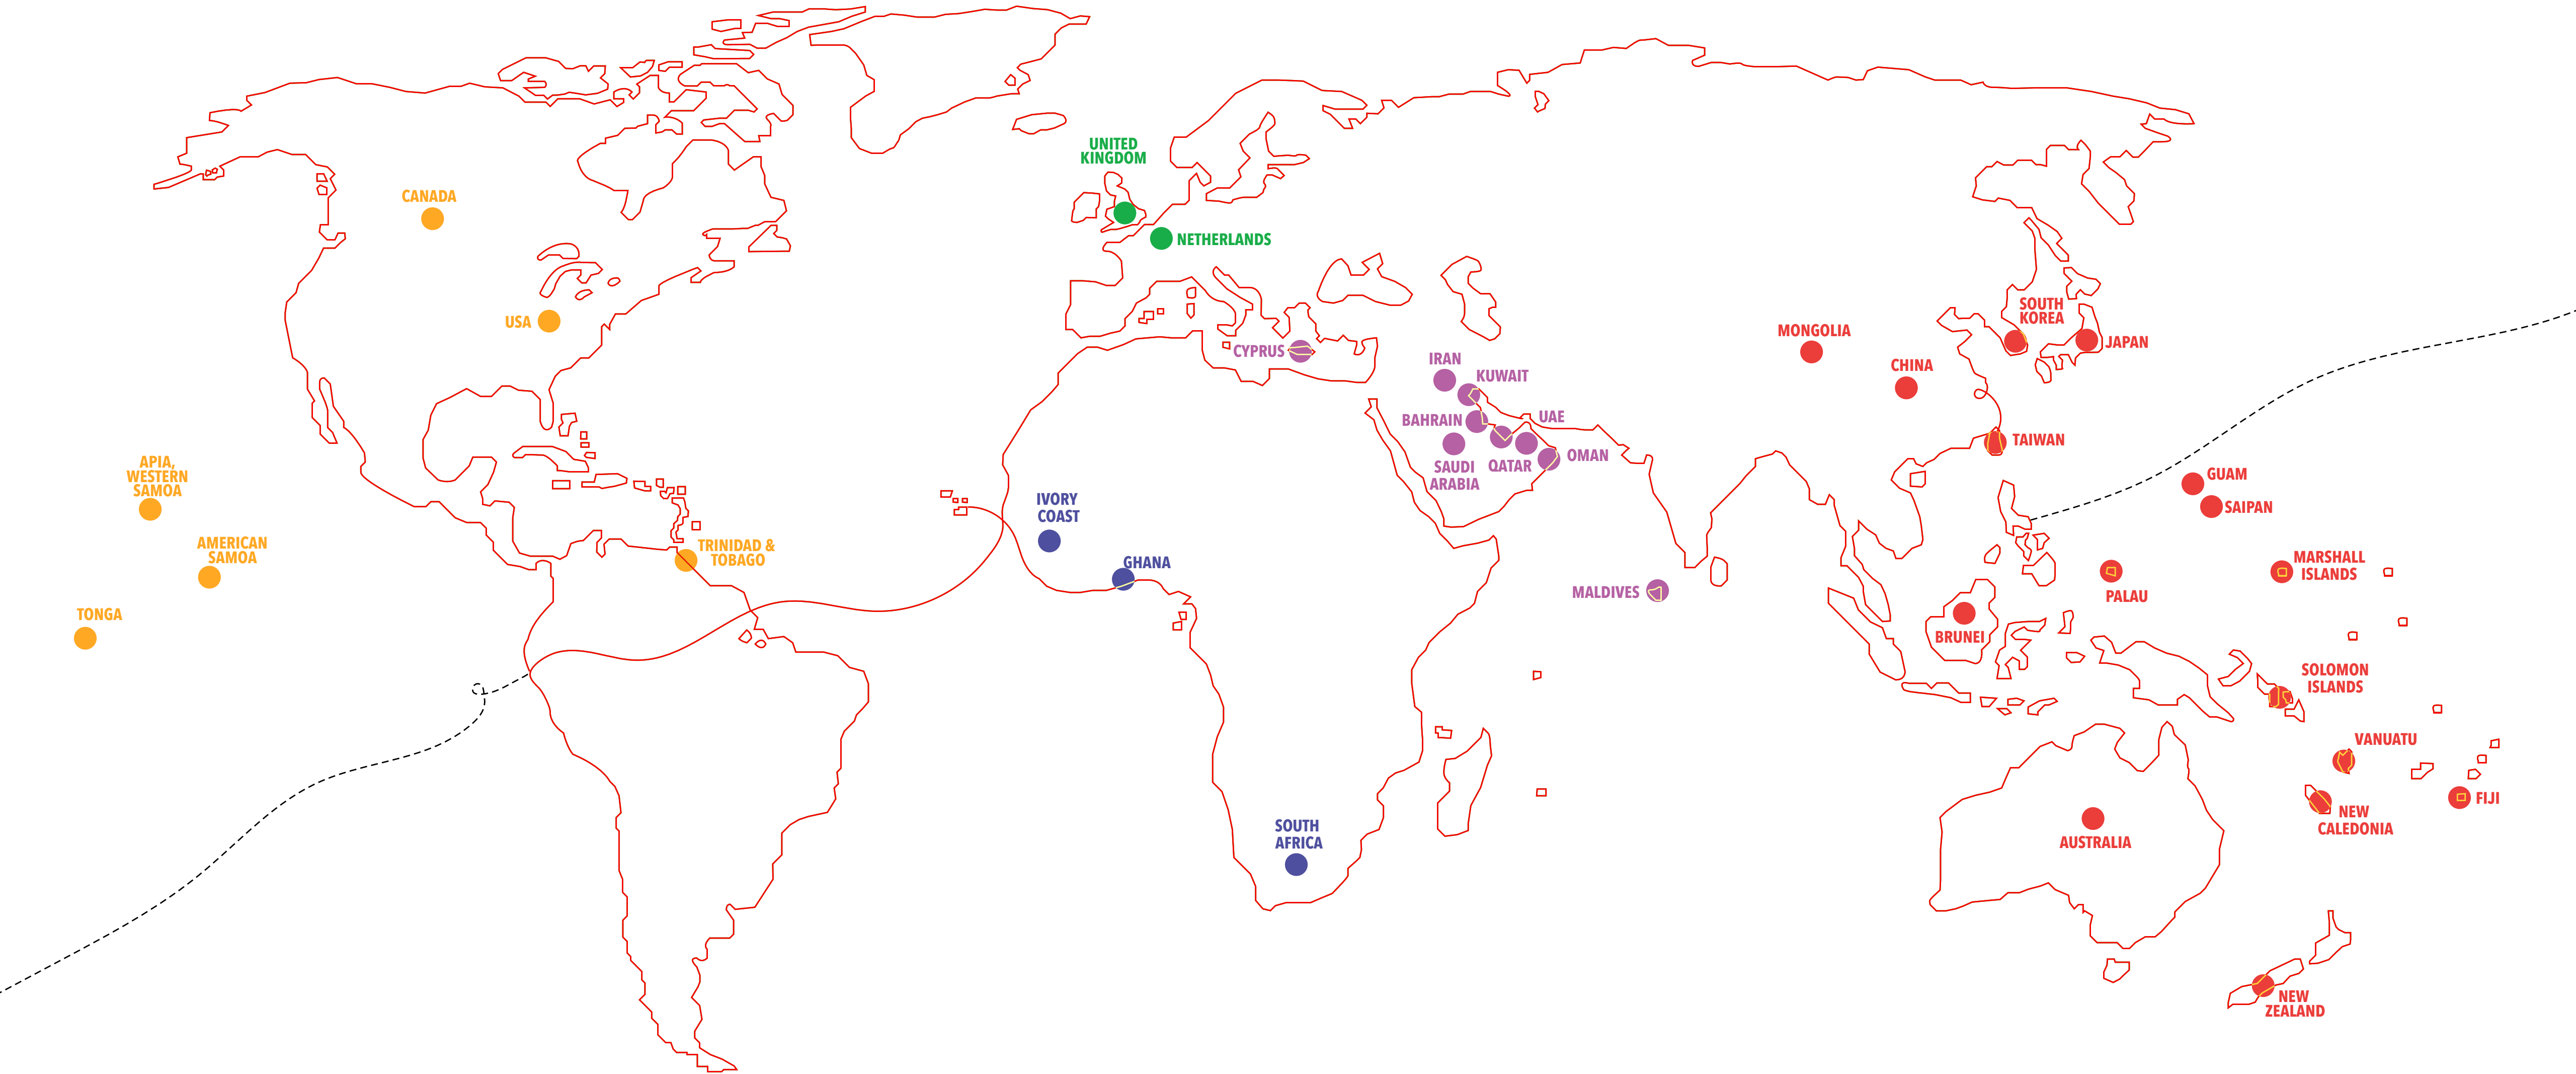 UNITED
KINGDOM
CANADA
NETHERLANDS
USA
SOUTH
KOREA
MONGOLIA
JAPAN
CYPRUS
IRAN
CHINA
KUWAIT
BAHRAIN
UAE
TAIWAN
OMAN
SAUDI
ARABIA
QATAR
APIA,
WESTERN
SAMOA
GUAM
SAIPAN
IVORY
COAST
AMERICAN
SAMOA
TRINIDAD &
TOBAGO
GHANA
MARSHALL
ISLANDS
MALDIVES
PALAU
TONGA
BRUNEI
SOLOMON
ISLANDS
VANUATU
FIJI
NEW
CALEDONIA
SOUTH
AFRICA
AUSTRALIA
NEW
ZEALAND